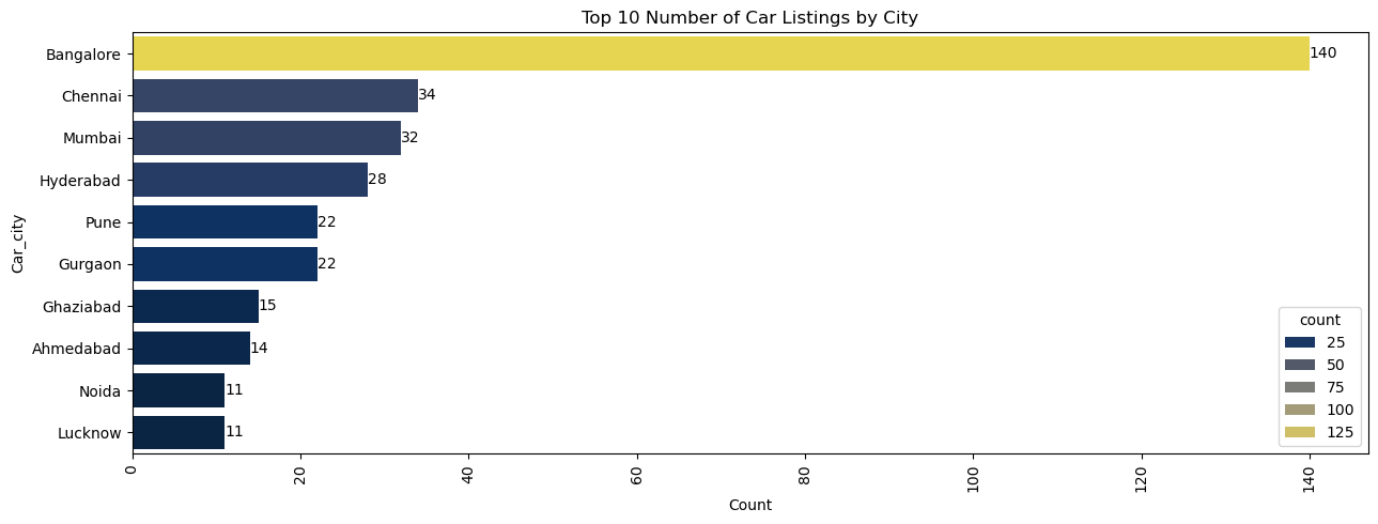 Top 10 Number of Car Listings by City
Car_city
Bangalore 140
Chennai 34
Mumbai 32
Hyderabad 28
Pune 22
Gurgaon 22
Ghaziabad 15
Ahmedabad 14
Noida 11
Lucknow 11
count
25
50
75
100
125
0 20 40 60 80 100 120 140
Count